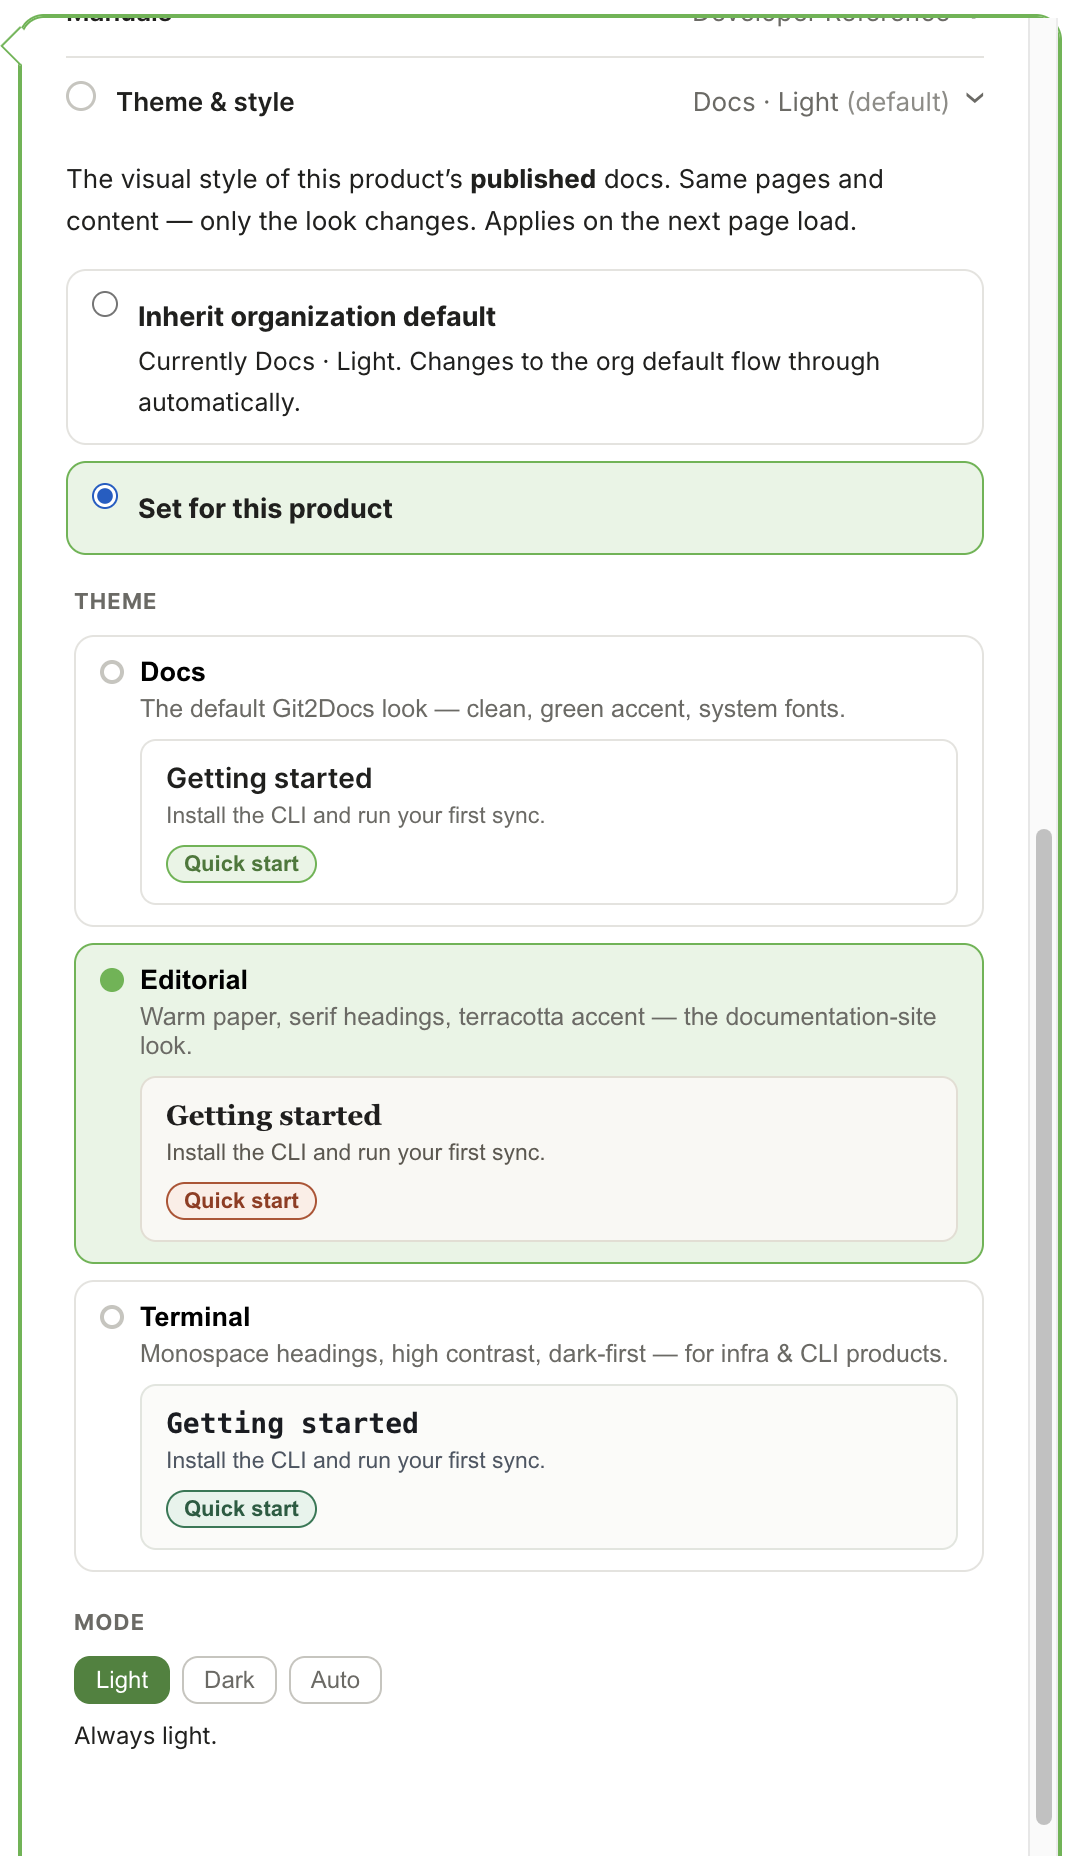 Manuals Developer Reference
Theme & style Docs · Light (default)
The visual style of this product’s published docs. Same pages and
content — only the look changes. Applies on the next page load.
Inherit organization default
Currently Docs · Light. Changes to the org default flow through
automatically.
Set for this product
THEME
Docs
The default Git2Docs look — clean, green accent, system fonts.
Getting started
Install the CLI and run your first sync.
Quick start
Editorial
Warm paper, serif headings, terracotta accent — the documentation-site
look.
Getting started
Install the CLI and run your first sync.
Quick start
Terminal
Monospace headings, high contrast, dark-first — for infra & CLI products.
Getting started
Install the CLI and run your first sync.
Quick start
MODE
Light Dark Auto
Always light.